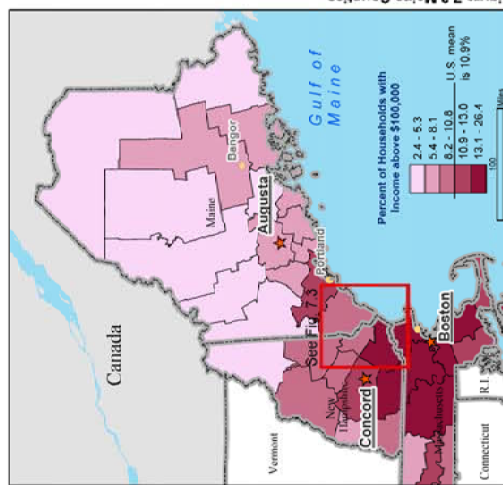 Canada
Maine
Bangor
Augusta
Gulf of
Maine
Portland
See Fig. 7.3
Vermont
New
Hampshire
Concord
Boston
Massachusetts
Connecticut
R.I.
Percent of Households with
Income above $100,000
2.4 - 5.3
5.4 - 8.1
8.2 - 10.8
10.9 - 13.0
13.1 - 26.4
U.S. mean
is 10.9%
100
Miles